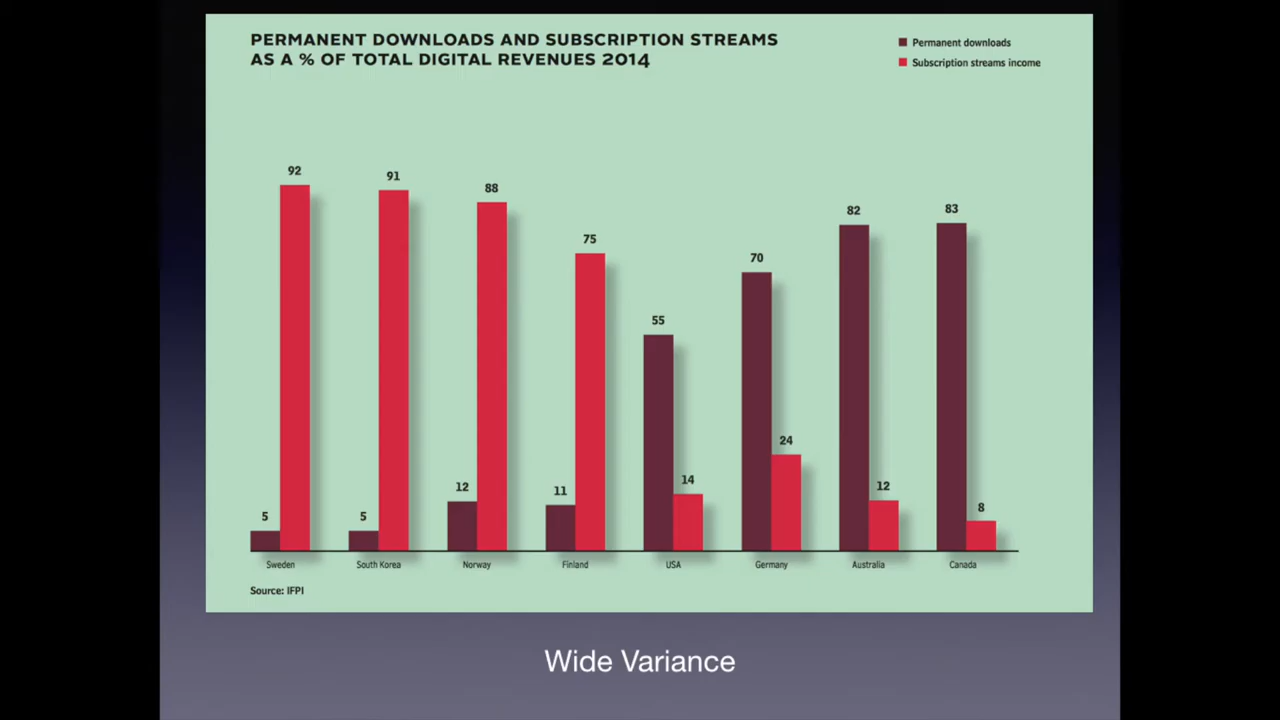 PERMANENT DOWNLOADS AND SUBSCRIPTION STREAMS
AS A % OF TOTAL DIGITAL REVENUES 2014
Permanent downloads
Subscription streams income
92
91
88
75
55
70
82
83
5
5
12
11
14
24
12
8
Sweden
South Korea
Norway
Finland
USA
Germany
Australia
Canada
Source: IFPI
Wide Variance